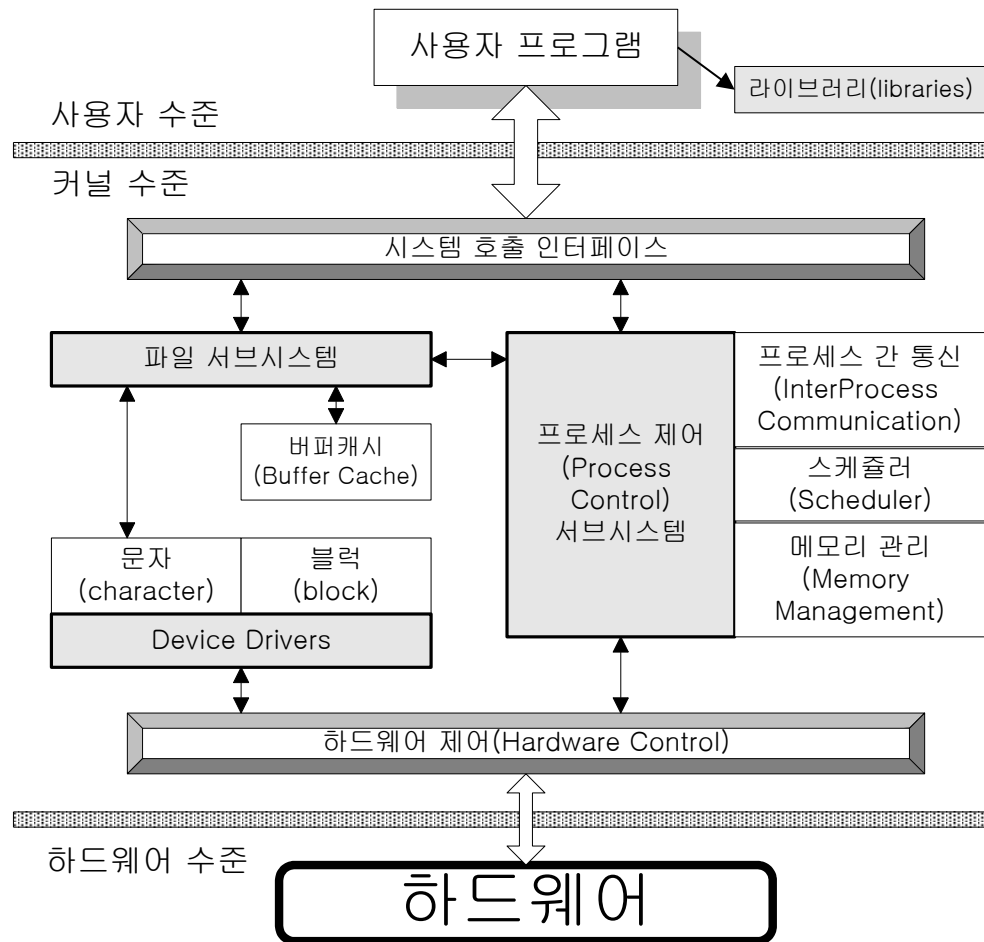 사용자 프로그램
라이브러리(libraries)
사용자 수준
커널 수준
시스템 호출 인터페이스
파일 서브시스템
버퍼캐시
(Buffer Cache)
프로세스 제어
(Process
Control)
서브시스템
프로세스 간 통신
(InterProcess
Communication)
스케쥴러
(Scheduler)
메모리 관리
(Memory
Management)
문자
(character)
블럭
(block)
Device Drivers
하드웨어 제어(Hardware Control)
하드웨어 수준
하드웨어